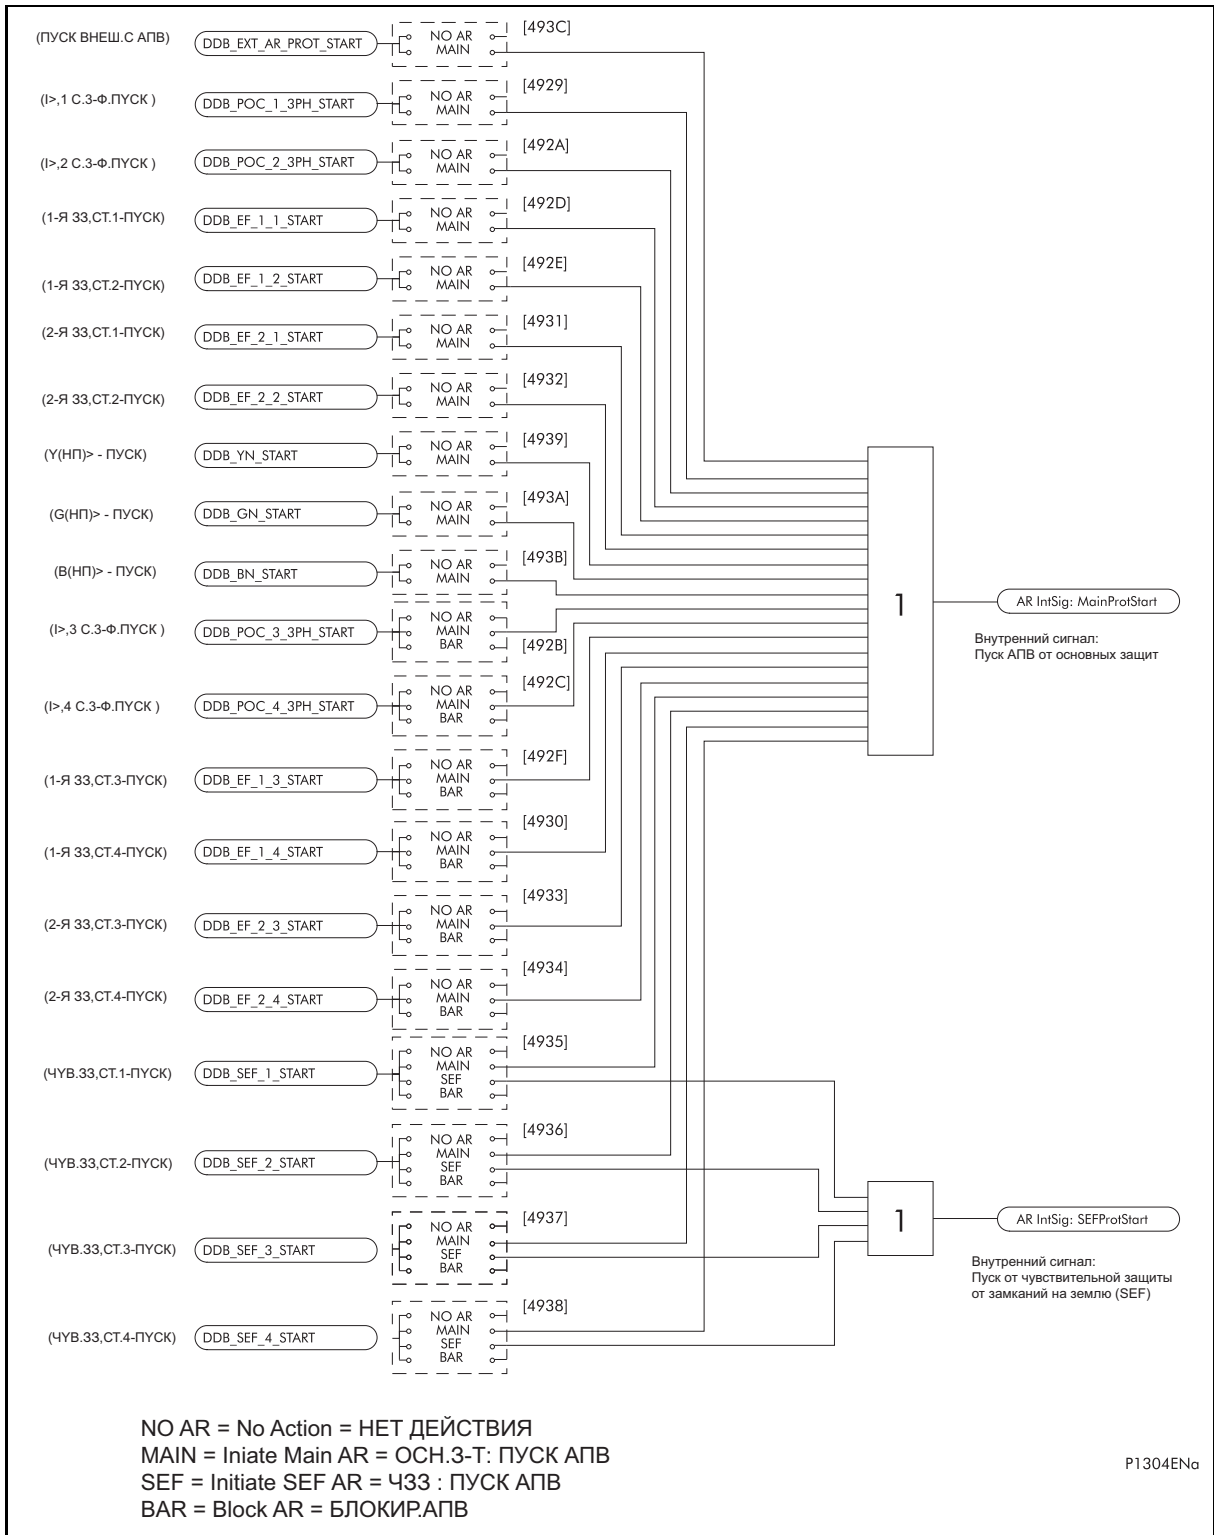 (ПУСК ВНЕШ.С АПВ) DDB_EXT_AR_PROT_START NO AR [493C]
MAIN
(I>,1 С.3-Ф.ПУСК ) DDB_POC_1_3PH_START NO AR [4929]
MAIN
(I>,2 С.3-Ф.ПУСК ) DDB_POC_2_3PH_START NO AR [492A]
MAIN
(1-Я ЗЗ,СТ.1-ПУСК) DDB_EF_1_1_START NO AR [492D]
MAIN
(1-Я ЗЗ,СТ.2-ПУСК) DDB_EF_1_2_START NO AR [492E]
MAIN
(2-Я ЗЗ,СТ.1-ПУСК) DDB_EF_2_1_START NO AR [4931]
MAIN
(2-Я ЗЗ,СТ.2-ПУСК) DDB_EF_2_2_START NO AR [4932]
MAIN
(Y(НП)> - ПУСК) DDB_YN_START NO AR [4939]
MAIN
(G(НП)> - ПУСК) DDB_GN_START NO AR [493A]
MAIN
(B(НП)> - ПУСК) DDB_BN_START NO AR [493B]
MAIN
(I>,3 С.3-Ф.ПУСК ) DDB_POC_3_3PH_START NO AR
MAIN
BAR [492B]
(I>,4 С.3-Ф.ПУСК ) DDB_POC_4_3PH_START NO AR [492C]
MAIN
BAR
(1-Я ЗЗ,СТ.3-ПУСК) DDB_EF_1_3_START NO AR [492F]
MAIN
BAR
(1-Я ЗЗ,СТ.4-ПУСК) DDB_EF_1_4_START NO AR [4930]
MAIN
BAR
(2-Я ЗЗ,СТ.3-ПУСК) DDB_EF_2_3_START NO AR [4933]
MAIN
BAR
(2-Я ЗЗ,СТ.4-ПУСК) DDB_EF_2_4_START NO AR [4934]
MAIN
BAR
(ЧУВ.ЗЗ,СТ.1-ПУСК) DDB_SEF_1_START NO AR [4935]
MAIN
SEF
BAR
(ЧУВ.ЗЗ,СТ.2-ПУСК) DDB_SEF_2_START NO AR [4936]
MAIN
SEF
BAR
(ЧУВ.ЗЗ,СТ.3-ПУСК) DDB_SEF_3_START NO AR [4937]
MAIN
SEF
BAR
(ЧУВ.ЗЗ,СТ.4-ПУСК) DDB_SEF_4_START NO AR [4938]
MAIN
SEF
BAR
1
AR IntSig: MainProtStart
Внутренний сигнал:
Пуск АПВ от основных защит
1
AR IntSig: SEFProtStart
Внутренний сигнал:
Пуск от чувствительной защиты
от замканий на землю (SEF)
NO AR = No Action = НЕТ ДЕЙСТВИЯ
MAIN = Iniate Main AR = ОСН.З-Т: ПУСК АПВ
SEF = Initiate SEF AR = ЧЗЗ : ПУСК АПВ
BAR = Block AR = БЛОКИР.АПВ
P1304ENa